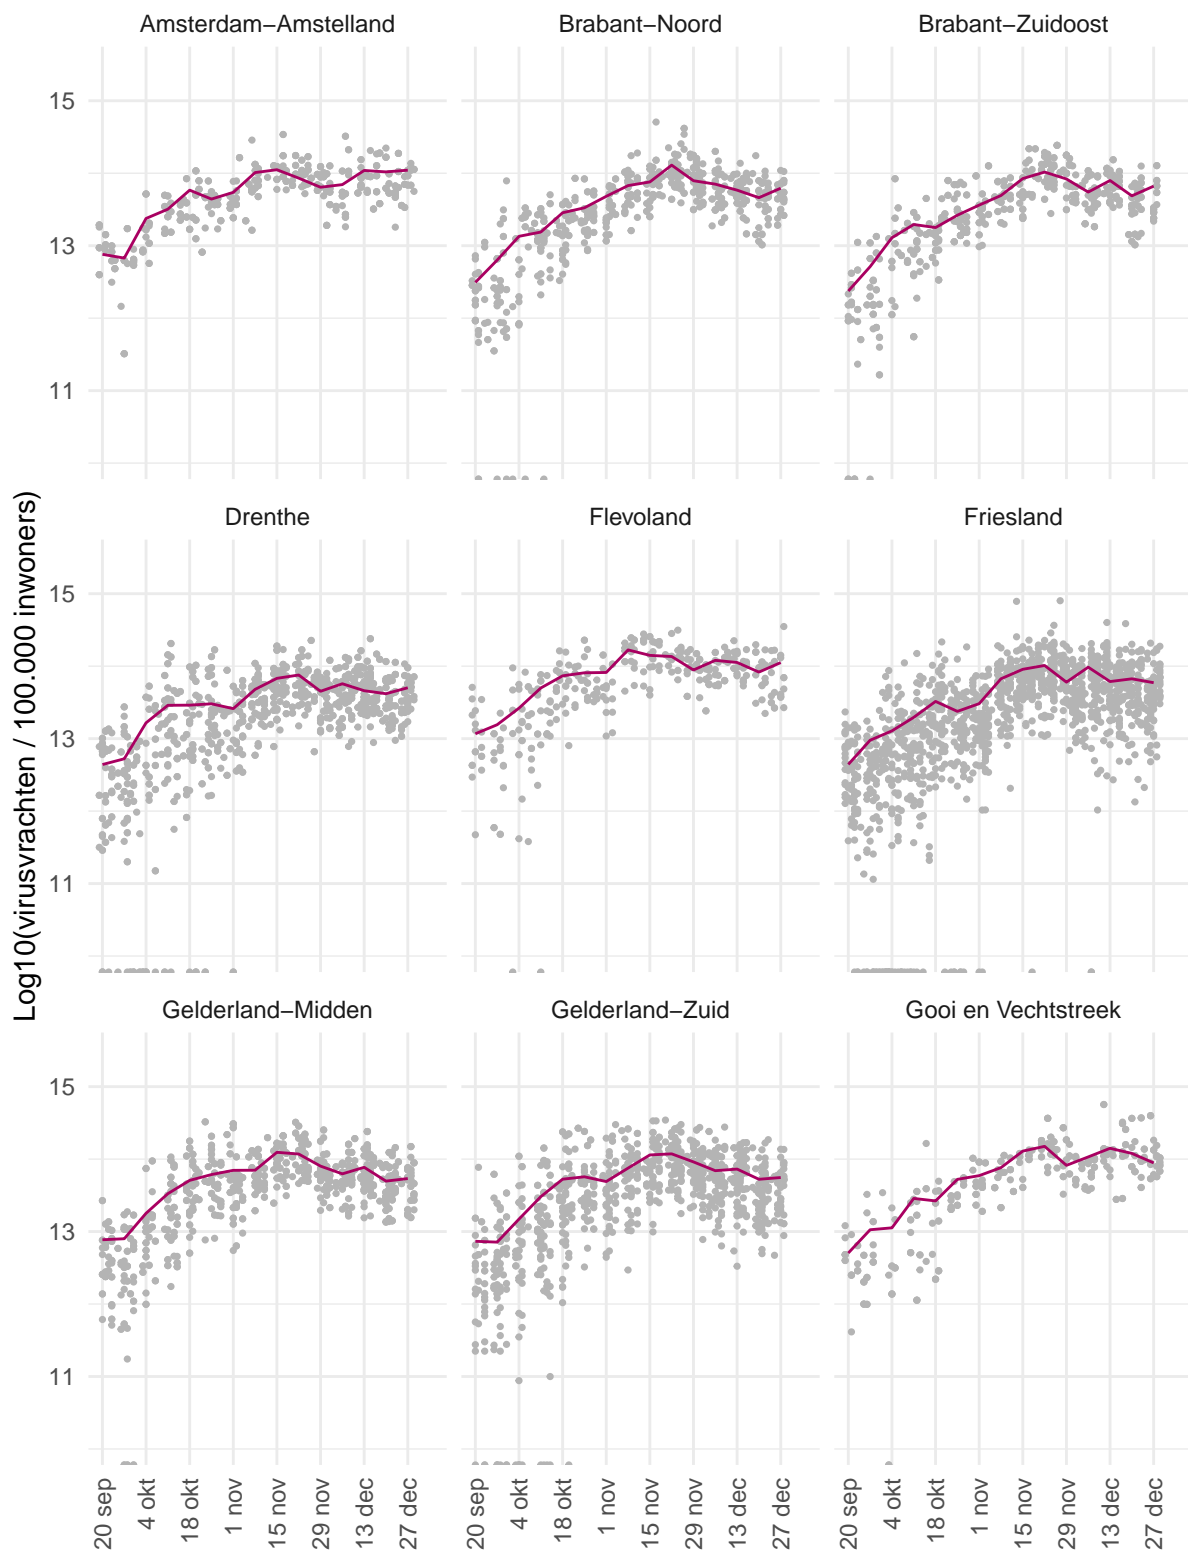 Amsterdam−Amstelland
Brabant−Noord
Brabant−Zuidoost
15
13
11
Drenthe
Flevoland
Friesland
15
13
11
Log10(virusvrachten / 100.000 inwoners)
Gelderland−Midden
Gelderland−Zuid
Gooi en Vechtstreek
15
13
11
20 sep
4 okt
18 okt
1 nov
15 nov
29 nov
13 dec
27 dec
20 sep
4 okt
18 okt
1 nov
15 nov
29 nov
13 dec
27 dec
20 sep
4 okt
18 okt
1 nov
15 nov
29 nov
13 dec
27 dec